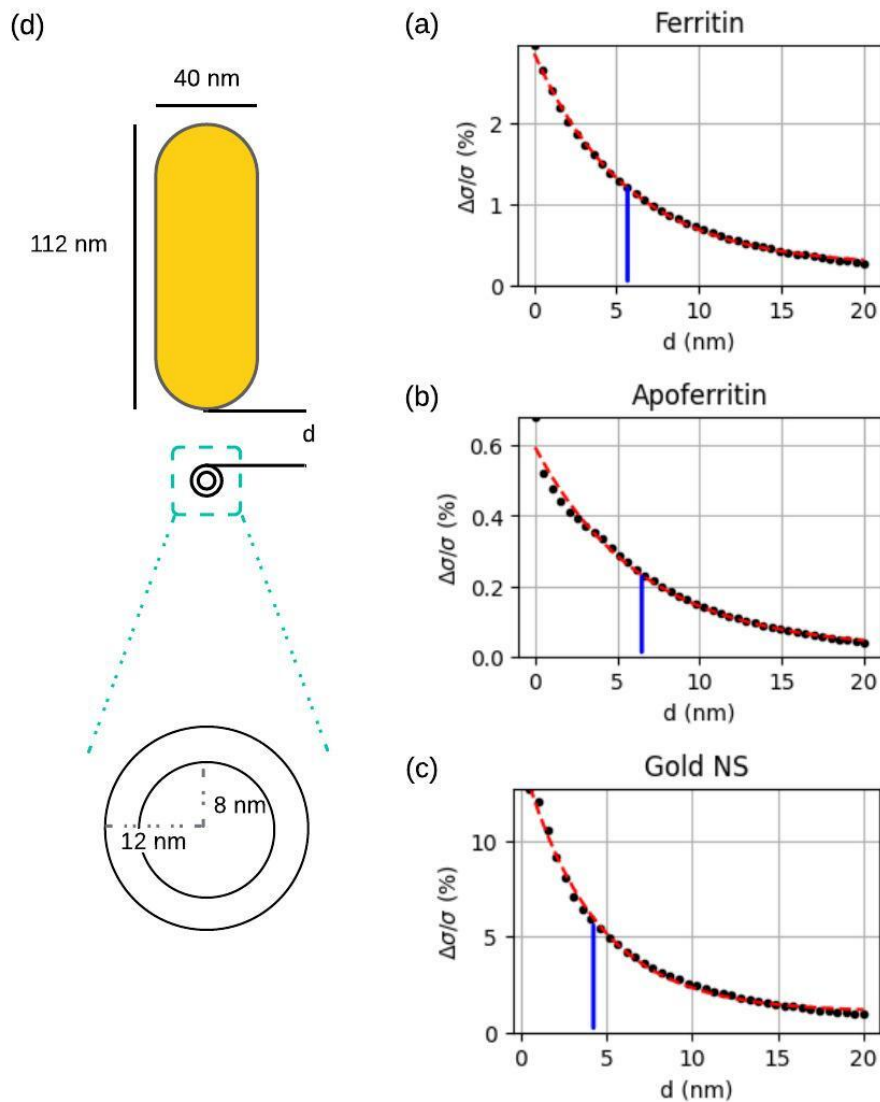 (d)
40 nm
112 nm
d
8 nm
12 nm
(a)
Ferritin
Δσ/σ (%)
2
1
0
0 5 10 15 20
d (nm)
(b)
Apoferritin
Δσ/σ (%)
0.6
0.4
0.2
0.0
0 5 10 15 20
d (nm)
(c)
Gold NS
Δσ/σ (%)
10
5
0
0 5 10 15 20
d (nm)